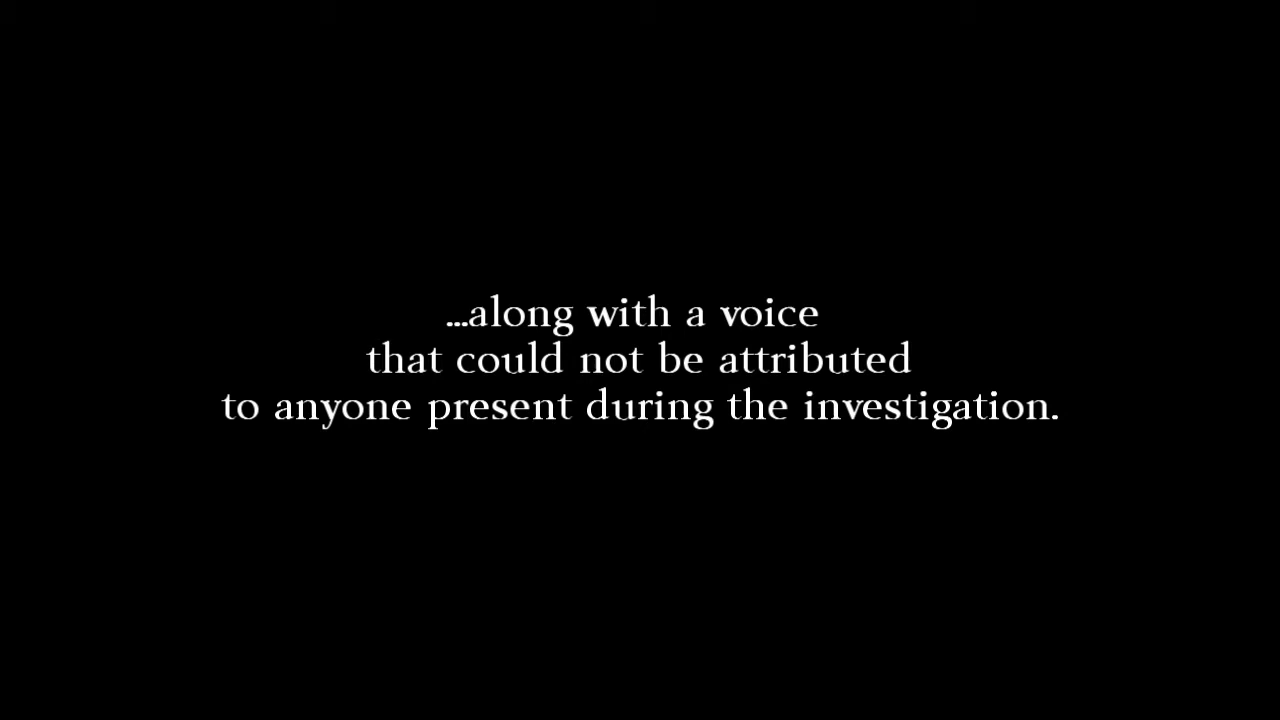 ...along with a voice
that could not be attributed
to anyone present during the investigation.